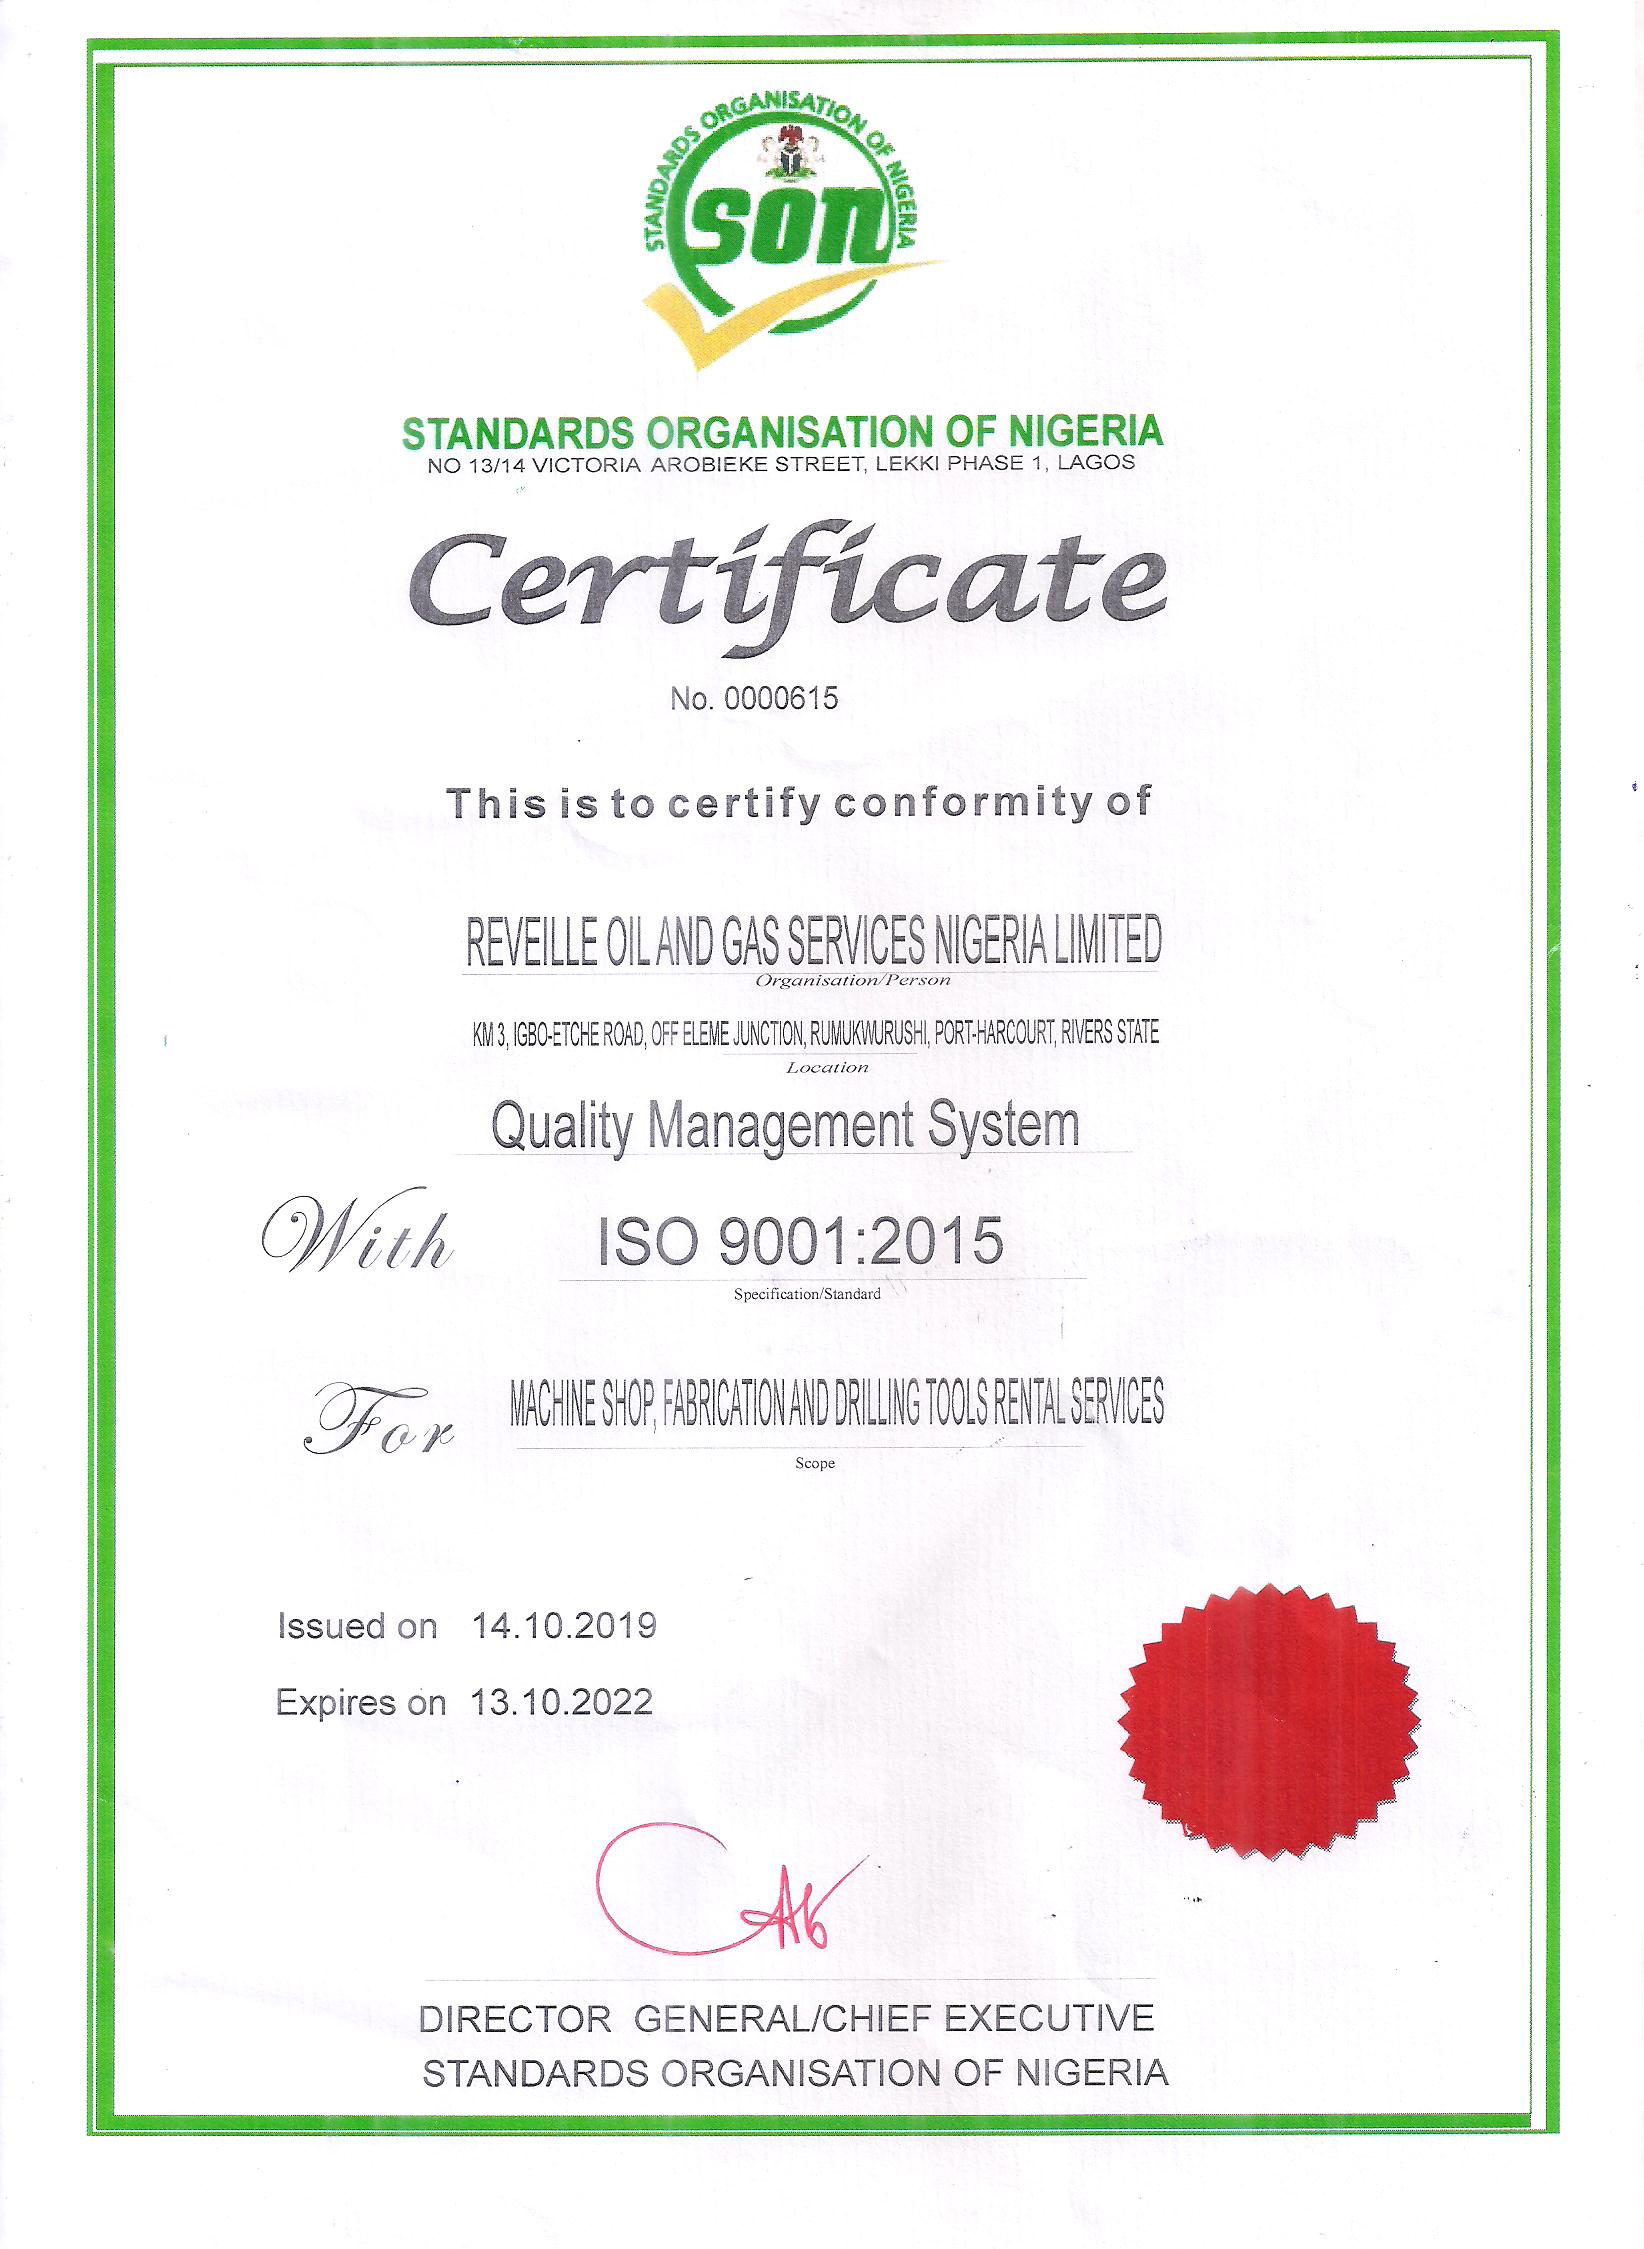 STANDARDS ORGANISATION OF NIGERIA
son
STANDARDS ORGANISATION OF NIGERIA
NO 13/14 VICTORIA AROBIEKE STREET, LEKKI PHASE 1, LAGOS
Certificate
No. 0000615
This is to certify conformity of
REVEILLE OIL AND GAS SERVICES NIGERIA LIMITED
Organisation/Person
KM 3, IGBO-ETCHE ROAD, OFF ELEME JUNCTION, RUMUKWURUSHI, PORT-HARCOURT, RIVERS STATE
Location
Quality Management System
With ISO 9001:2015
Specification/Standard
For MACHINE SHOP, FABRICATION AND DRILLING TOOLS RENTAL SERVICES
Scope
Issued on 14.10.2019
Expires on 13.10.2022
DIRECTOR GENERAL/CHIEF EXECUTIVE
STANDARDS ORGANISATION OF NIGERIA